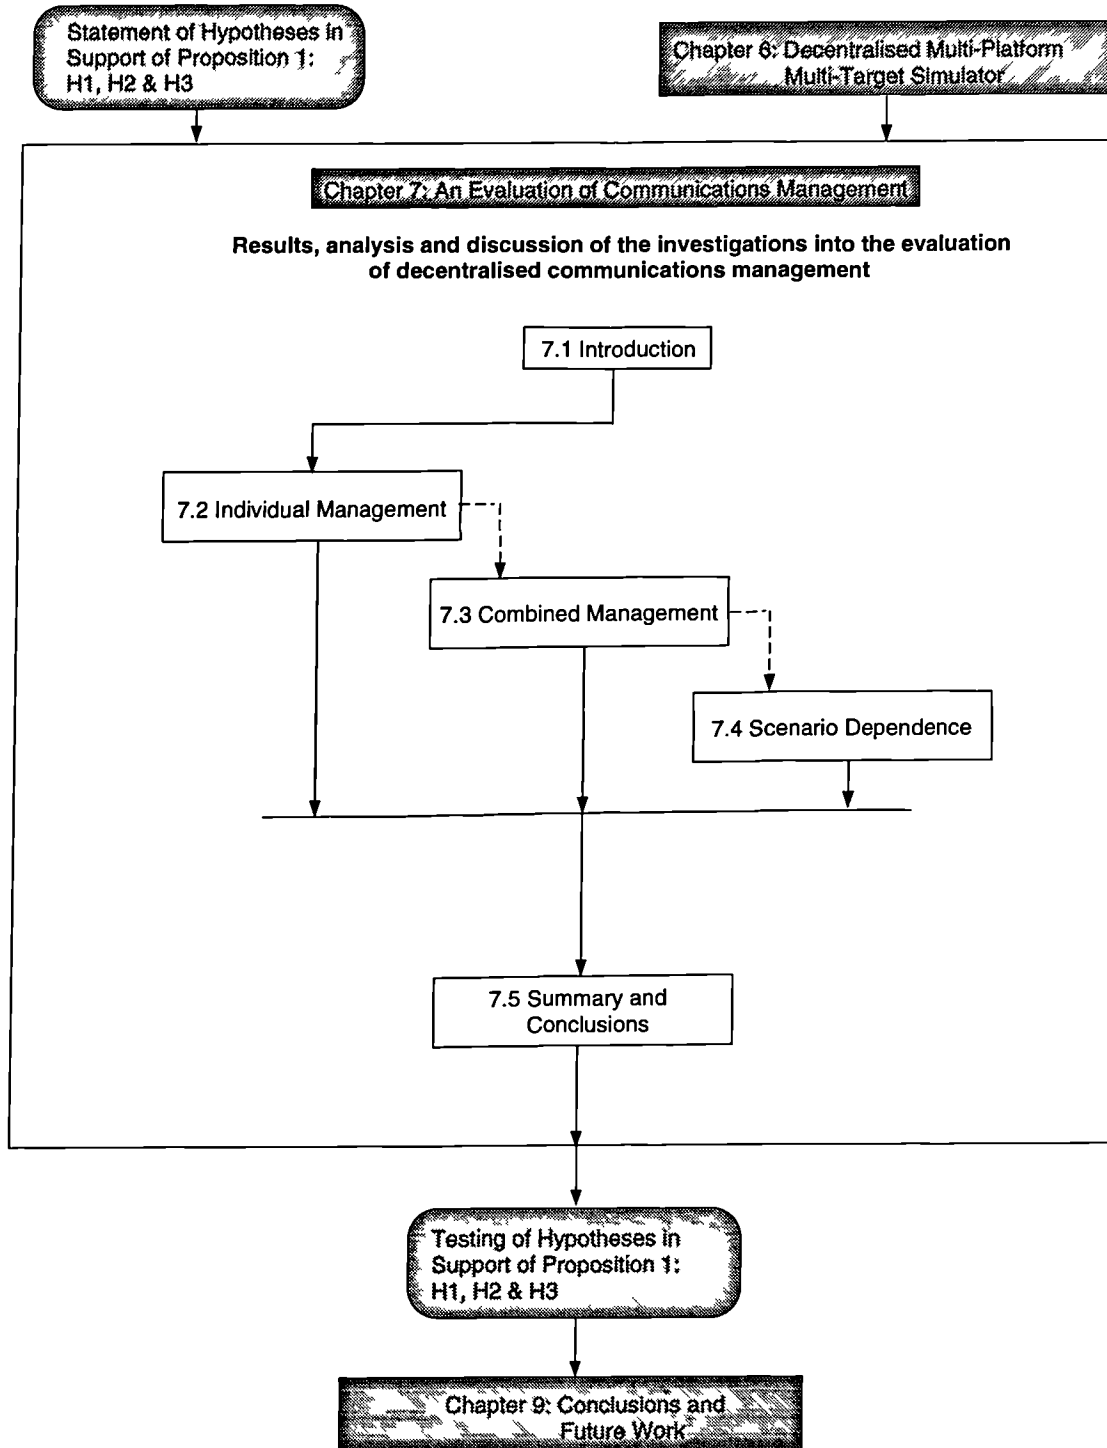 Statement of Hypotheses in
Support of Proposition 1:
H1, H2 & H3
Chapter 6: Decentralised Multi-Platform
Multi-Target Simulator
Chapter 7: An Evaluation of Communications Management
Results, analysis and discussion of the investigations into the evaluation
of decentralised communications management
7.1 Introduction
7.2 Individual Management
7.3 Combined Management
7.4 Scenario Dependence
7.5 Summary and
Conclusions
Testing of Hypotheses in
Support of Proposition 1:
H1, H2 & H3
Chapter 9: Conclusions and
Future Work